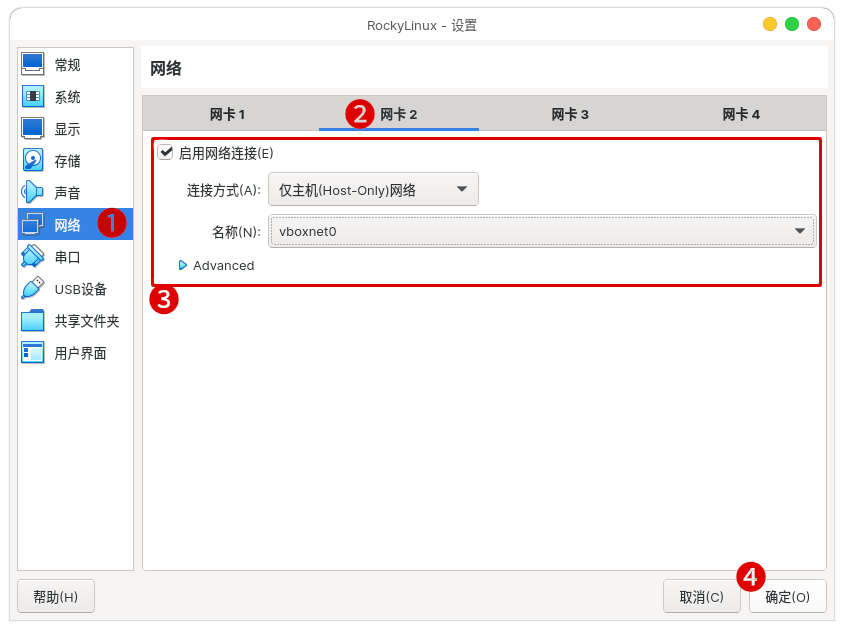 RockyLinux - 设置
常规
系统
显示
存储
声音
网络 1
串口
USB设备
共享文件夹
用户界面
网络
网卡 1
2 网卡 2
网卡 3
网卡 4
启用网络连接(E)
连接方式(A): 仅主机(Host-Only)网络
名称(N): vboxnet0
Advanced
3
4
帮助(H)
取消(C)
确定(O)